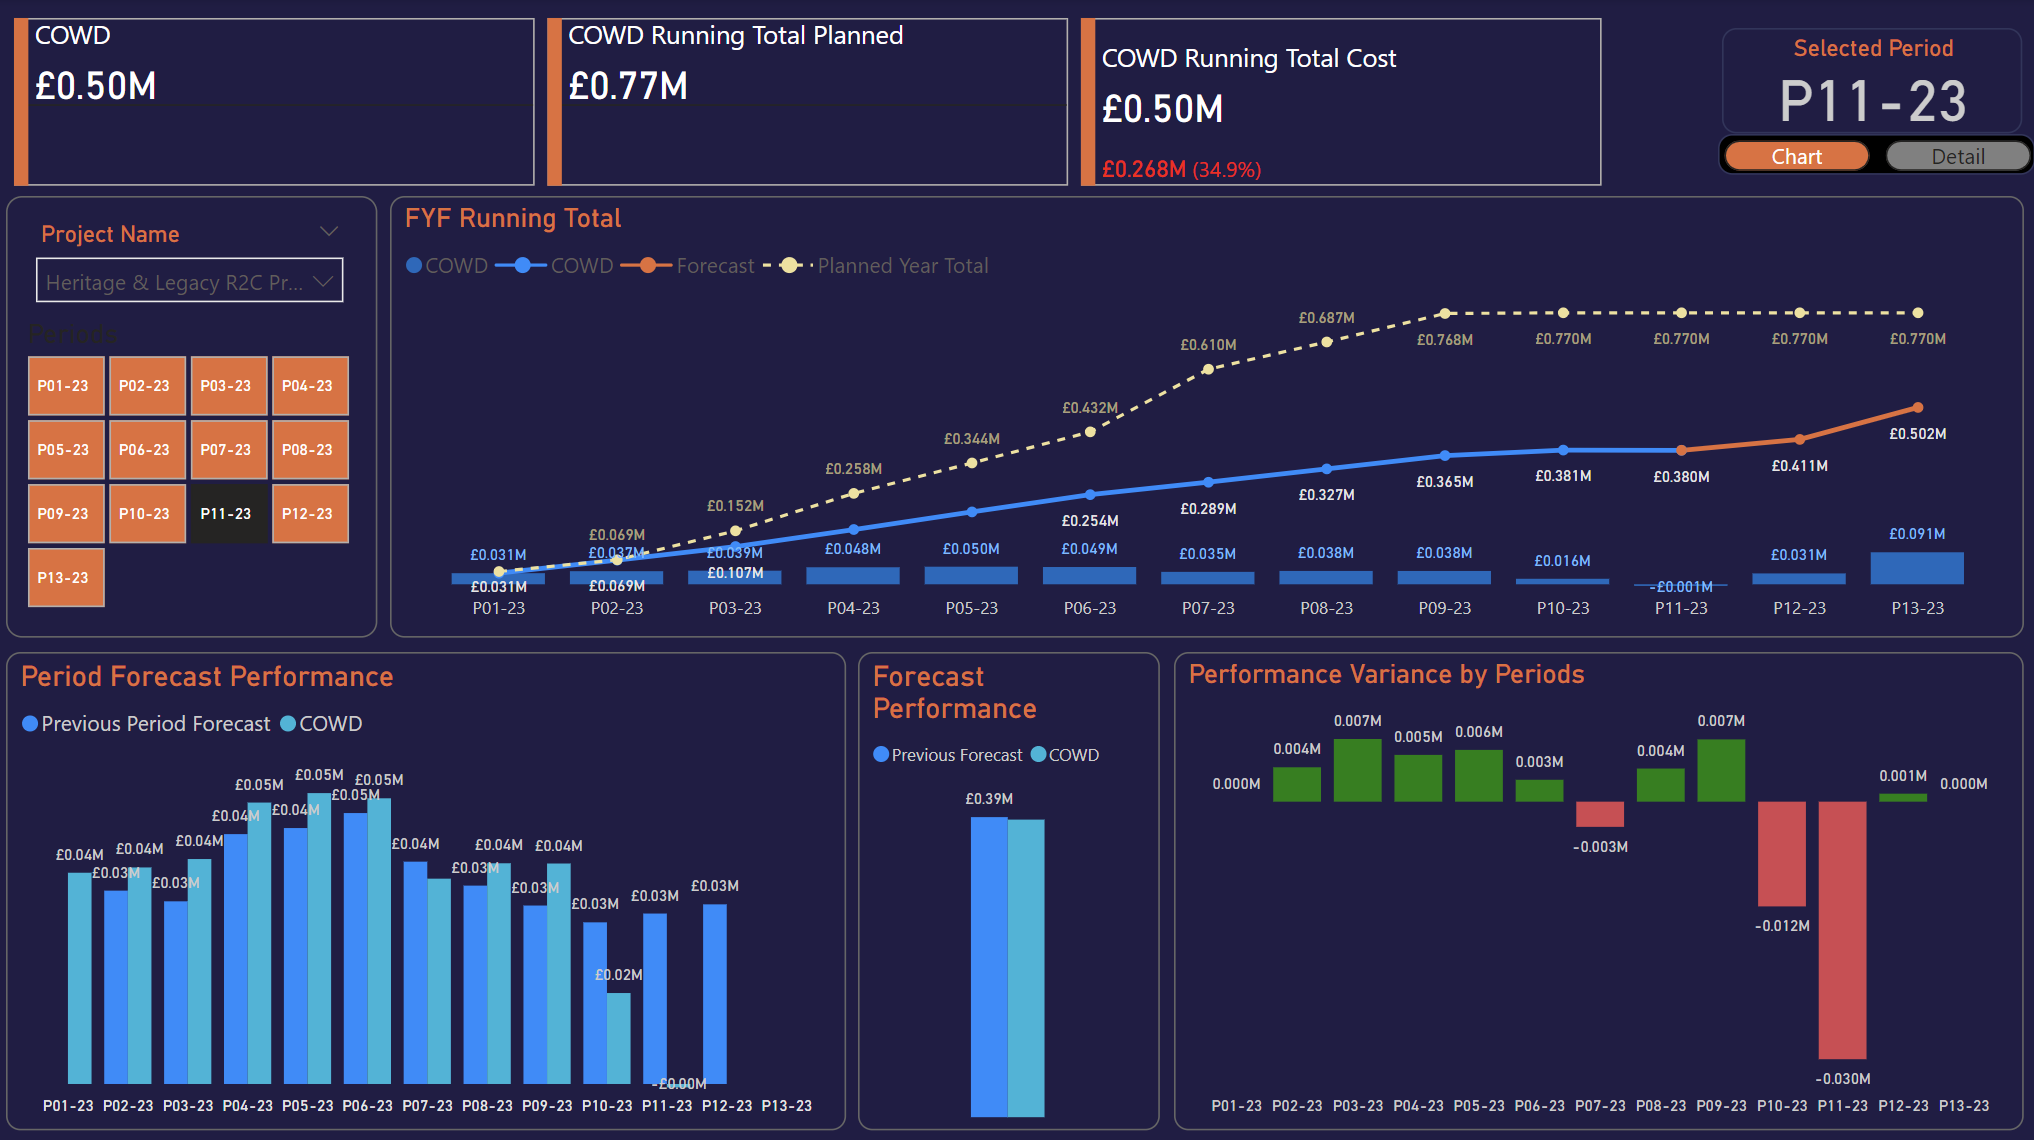 COWD
£0.50M
COWD Running Total Planned
£0.77M
COWD Running Total Cost
£0.50M
£0.268M (34.9%)
Selected Period
P11-23
Chart
Detail
Project Name
Heritage & Legacy R2C Pr...
Periods
P01-23 P02-23 P03-23 P04-23
P05-23 P06-23 P07-23 P08-23
P09-23 P10-23 P11-23 P12-23
P13-23
FYF Running Total
COWD COWD Forecast Planned Year Total
£0.069M £0.152M £0.258M £0.344M £0.432M £0.610M £0.687M £0.768M £0.770M £0.770M £0.770M £0.770M
£0.254M £0.289M £0.327M £0.365M £0.381M £0.380M £0.411M £0.502M
£0.031M £0.037M £0.039M £0.048M £0.050M £0.049M £0.035M £0.038M £0.038M £0.016M -£0.001M £0.031M £0.091M
£0.031M £0.069M £0.107M
P01-23 P02-23 P03-23 P04-23 P05-23 P06-23 P07-23 P08-23 P09-23 P10-23 P11-23 P12-23 P13-23
Period Forecast Performance
Previous Period Forecast COWD
£0.04M £0.03M £0.04M £0.03M £0.04M £0.04M £0.05M £0.04M £0.05M £0.05M £0.05M £0.04M £0.03M £0.04M £0.03M £0.04M £0.03M £0.02M £0.03M -£0.00M £0.03M
P01-23 P02-23 P03-23 P04-23 P05-23 P06-23 P07-23 P08-23 P09-23 P10-23 P11-23 P12-23 P13-23
Forecast
Performance
Previous Forecast COWD
£0.39M
Performance Variance by Periods
0.000M 0.004M 0.007M 0.005M 0.006M 0.003M -0.003M 0.004M 0.007M -0.012M -0.030M 0.001M 0.000M
P01-23 P02-23 P03-23 P04-23 P05-23 P06-23 P07-23 P08-23 P09-23 P10-23 P11-23 P12-23 P13-23